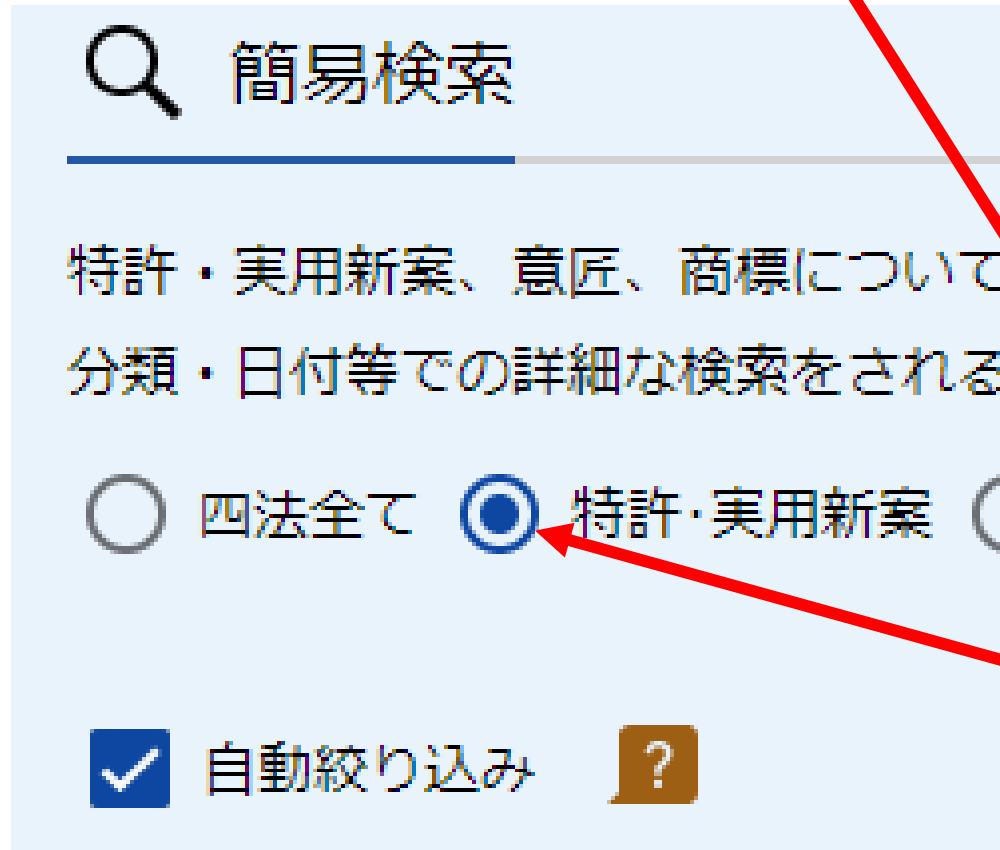 簡易検索
特許・実用新案、意匠、商標について
分類・日付等での詳細な検索をされる
四法全て 特許·実用新案
自動絞り込み ?